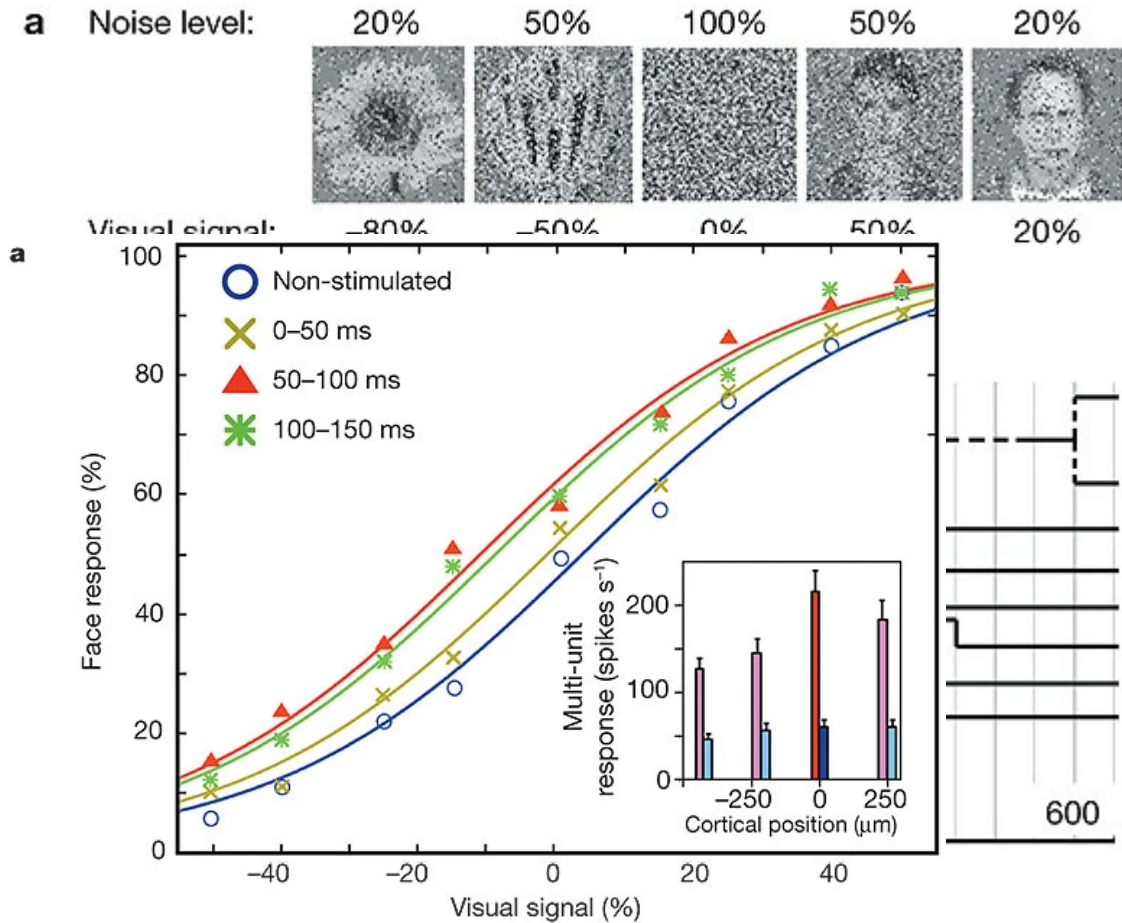 a Noise level: 20% 50% 100% 50% 20%
Visual signal: −80% −50% 0% 50% 20%
a
100
80
60
40
20
0
Face response (%)
Non-stimulated
0–50 ms
50–100 ms
100–150 ms
−40 −20 0 20 40
Visual signal (%)
Multi-unit
response (spikes s⁻¹)
200
100
0
−250 0 250
Cortical position (μm)
600